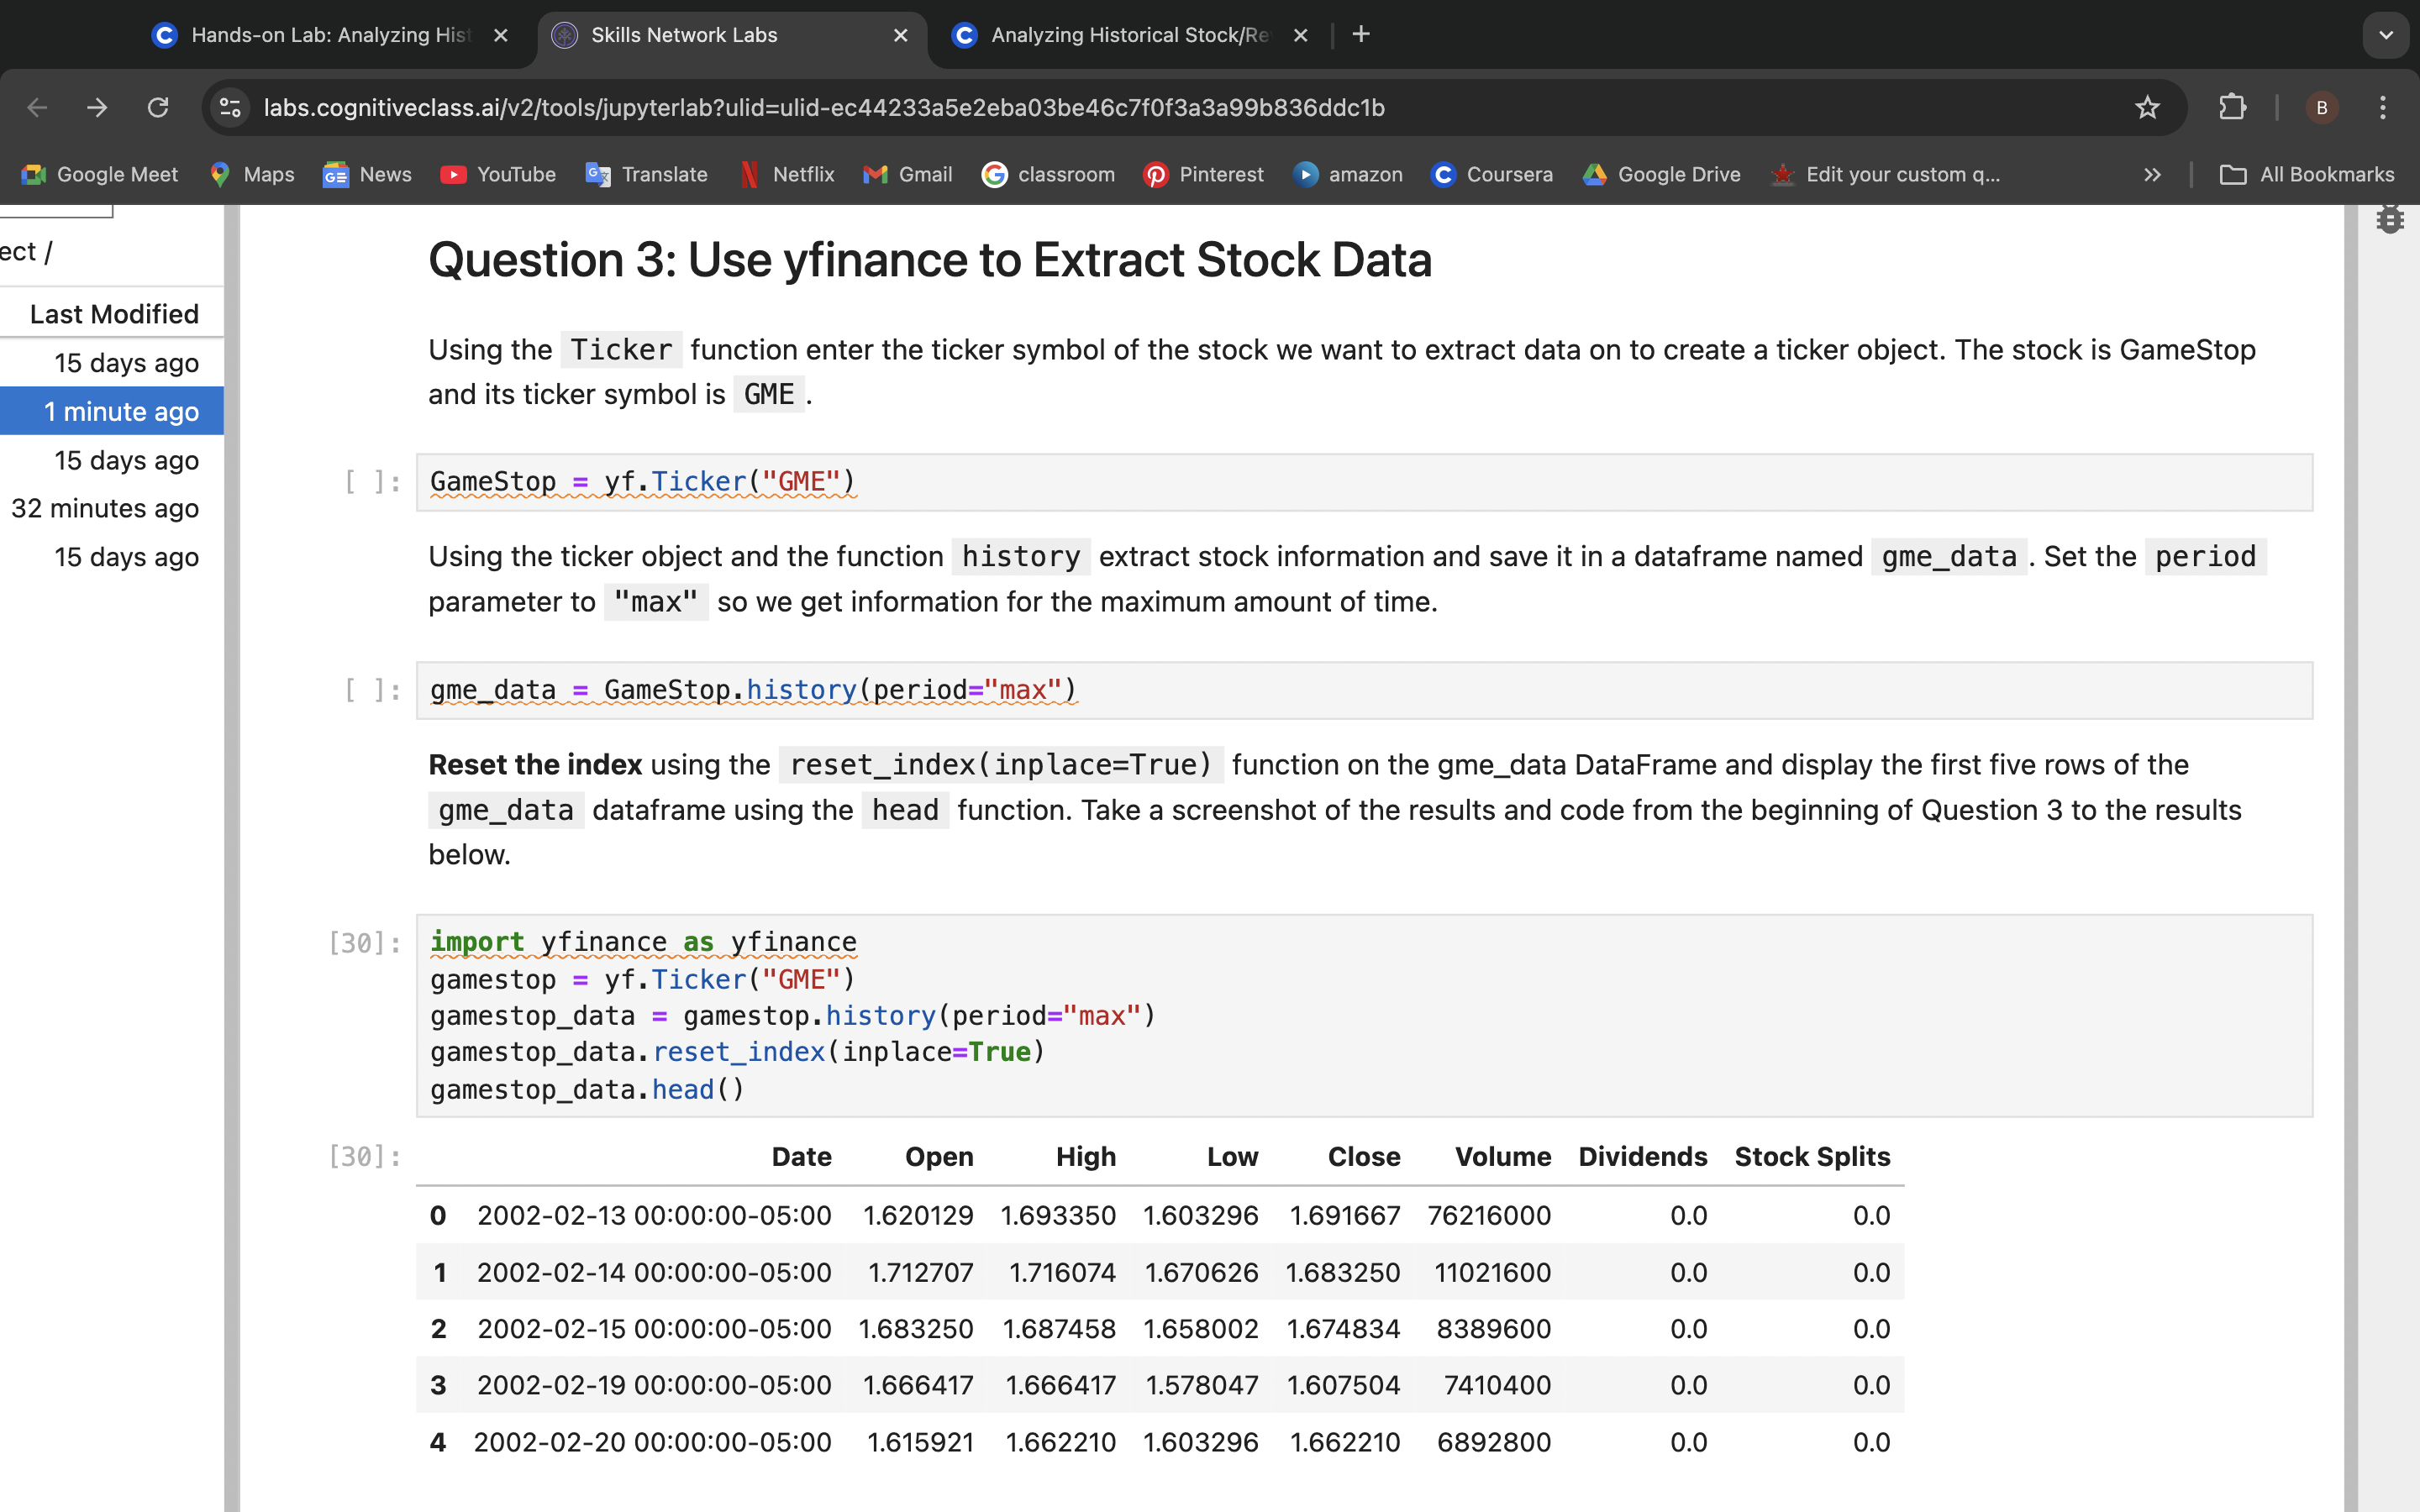 Hands-on Lab: Analyzing His
Skills Network Labs
Analyzing Historical Stock/Re
labs.cognitiveclass.ai/v2/tools/jupyterlab?ulid=ulid-ec44233a5e2eba03be46c7f0f3a3a99b836ddc1b
B
Google Meet Maps News YouTube Translate Netflix Gmail classroom Pinterest amazon Coursera Google Drive Edit your custom q... All Bookmarks
ect /
Last Modified
15 days ago
1 minute ago
15 days ago
32 minutes ago
15 days ago
Question 3: Use yfinance to Extract Stock Data
Using the Ticker function enter the ticker symbol of the stock we want to extract data on to create a ticker object. The stock is GameStop
and its ticker symbol is GME .
[ ]: GameStop = yf.Ticker("GME")
Using the ticker object and the function history extract stock information and save it in a dataframe named gme_data . Set the period
parameter to "max" so we get information for the maximum amount of time.
[ ]: gme_data = GameStop.history(period="max")
Reset the index using the reset_index(inplace=True) function on the gme_data DataFrame and display the first five rows of the
gme_data dataframe using the head function. Take a screenshot of the results and code from the beginning of Question 3 to the results
below.
[30]: import yfinance as yfinance
gamestop = yf.Ticker("GME")
gamestop_data = gamestop.history(period="max")
gamestop_data.reset_index(inplace=True)
gamestop_data.head()
[30]: Date Open High Low Close Volume Dividends Stock Splits
0 2002-02-13 00:00:00-05:00 1.620129 1.693350 1.603296 1.691667 76216000 0.0 0.0
1 2002-02-14 00:00:00-05:00 1.712707 1.716074 1.670626 1.683250 11021600 0.0 0.0
2 2002-02-15 00:00:00-05:00 1.683250 1.687458 1.658002 1.674834 8389600 0.0 0.0
3 2002-02-19 00:00:00-05:00 1.666417 1.666417 1.578047 1.607504 7410400 0.0 0.0
4 2002-02-20 00:00:00-05:00 1.615921 1.662210 1.603296 1.662210 6892800 0.0 0.0